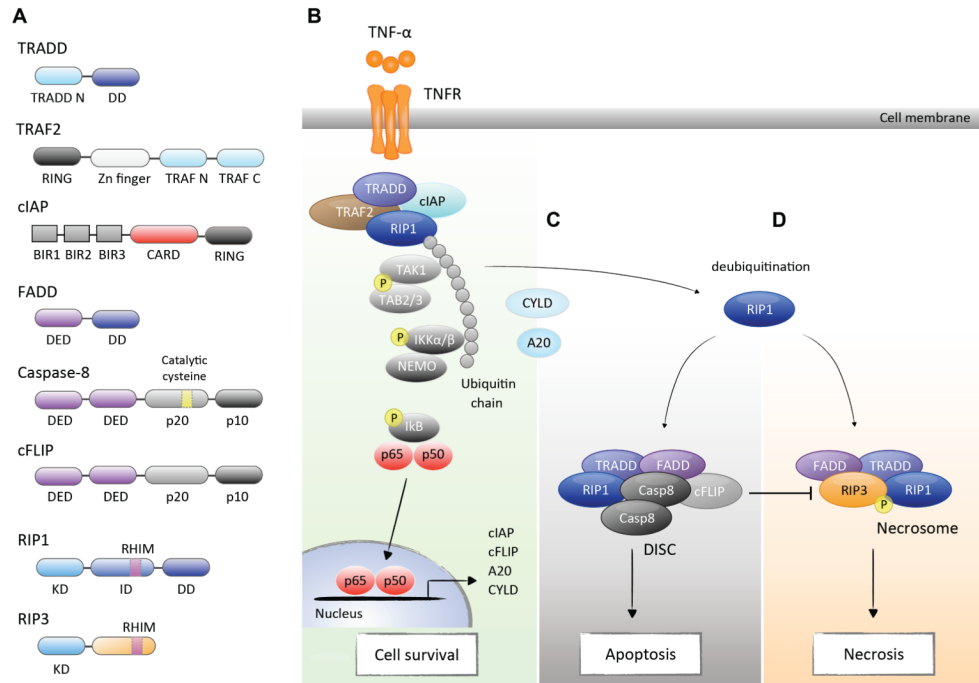 A
TRADD
TRADD N DD
TRAF2
RING Zn finger TRAF N TRAF C
cIAP
BIR1 BIR2 BIR3 CARD RING
FADD
DED DD
Caspase-8
Catalytic
cysteine
DED DED p20 p10
cFLIP
DED DED p20 p10
RIP1
RHIM
KD ID DD
RIP3
RHIM
KD
B
TNF-α
TNFR
Cell membrane
TRADD
TRAF2
cIAP
RIP1
TAK1
P
TAB2/3
P
IKKα/β
NEMO
Ubiquitin
chain
CYLD
A20
P
IkB
p65 p50
cIAP
cFLIP
A20
CYLD
p65 p50
Nucleus
Cell survival
C
D
deubiquitination
RIP1
TRADD FADD
RIP1 Casp8 cFLIP
Casp8
DISC
Apoptosis
FADD TRADD
RIP3 RIP1
P
Necrosome
Necrosis